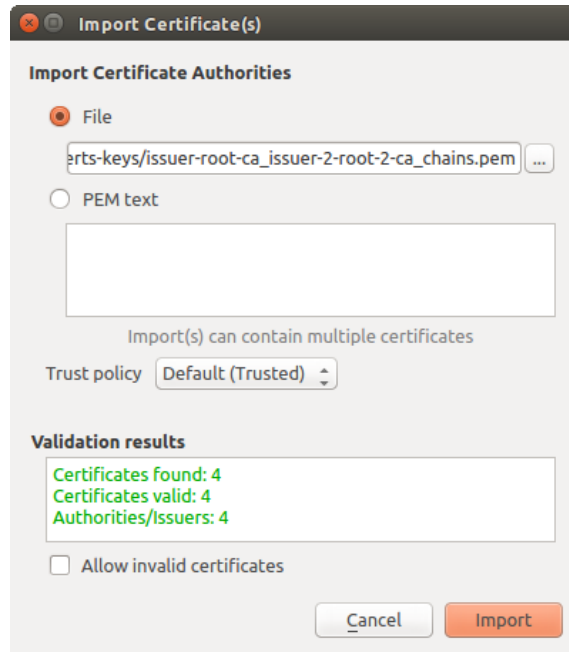 Import Certificate(s)
Import Certificate Authorities
File
erts-keys/issuer-root-ca_issuer-2-root-2-ca_chains.pem ...
PEM text
Import(s) can contain multiple certificates
Trust policy Default (Trusted)
Validation results
Certificates found: 4
Certificates valid: 4
Authorities/Issuers: 4
Allow invalid certificates
Cancel Import